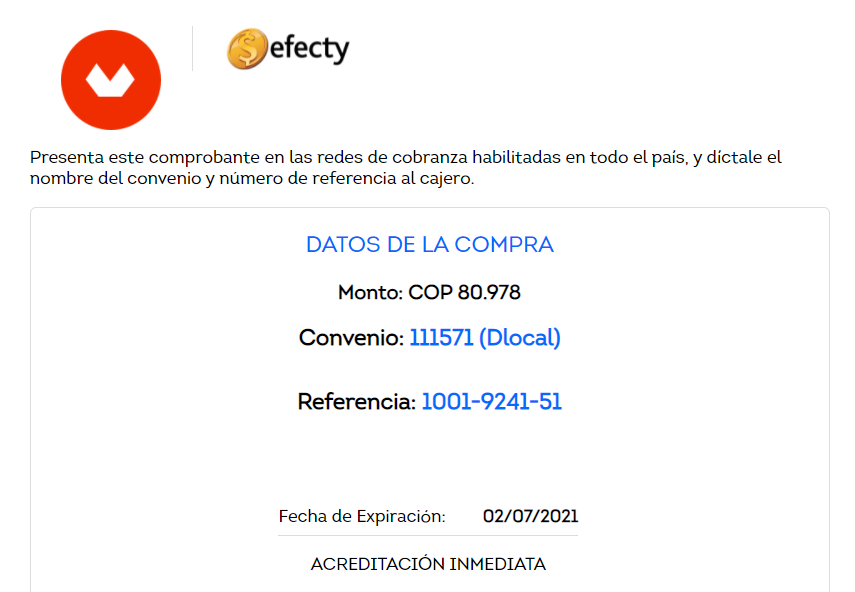 efecty
Presenta este comprobante en las redes de cobranza habilitadas en todo el país, y díctale el
nombre del convenio y número de referencia al cajero.
DATOS DE LA COMPRA
Monto: COP 80.978
Convenio: 111571 (Dlocal)
Referencia: 1001-9241-51
Fecha de Expiración: 02/07/2021
ACREDITACIÓN INMEDIATA